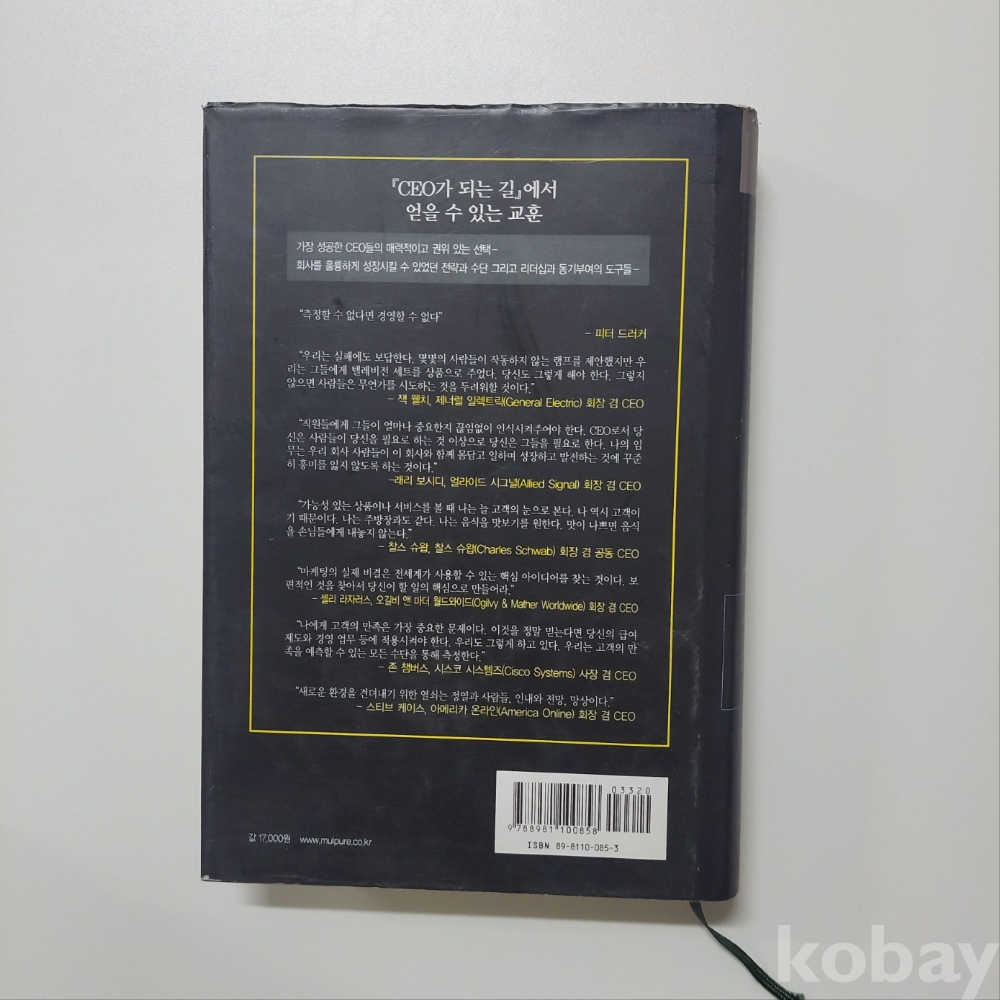 『CEO가 되는 길』에서
얻을 수 있는 교훈
가장 성공한 CEO들의 매력적이고 권위 있는 선택-
회사를 훌륭하게 성장시킬 수 있었던 전략과 수단 그리고 리더십과 동기부여의 도구들-
“측정할 수 없다면 경영할 수 없다”
- 피터 드러커
“우리는 실패에도 보답한다. 몇몇의 사람들이 작동하지 않는 램프를 제안했지만 우
리는 그들에게 텔레비전 세트를 상품으로 주었다. 당신도 그렇게 해야 한다. 그렇지
않으면 사람들은 무언가를 시도하는 것을 두려워할 것이다.”
- 잭 웰치, 제너럴 일렉트릭(General Electric) 회장 겸 CEO
“직원들에게 그들이 얼마나 중요한지 끊임없이 인식시켜주어야 한다. CEO로서 당
신은 사람들이 당신을 필요로 하는 것 이상으로 당신은 그들을 필요로 한다. 나의 임
무는 우리 회사 사람들이 이 회사와 함께 몸담고 일하며 성장하고 발전하는 것에 꾸준
히 흥미를 잃지 않도록 하는 것이다.”
-래리 보시디, 얼라이드 시그널(Allied Signal) 회장 겸 CEO
“가능성 있는 상품이나 서비스를 볼 때 나는 늘 고객의 눈으로 본다. 나 역시 고객이
기 때문이다. 나는 주방장과도 같다. 나는 음식을 맛보기를 원한다. 맛이 나쁘면 음식
을 손님들에게 내놓지 않는다.”
- 찰스 슈왑, 찰스 슈왑(Charles Schwab) 회장 겸 공동 CEO
“마케팅의 실제 비결은 전세계가 사용할 수 있는 핵심 아이디어를 찾는 것이다. 보
편적인 것을 찾아서 당신이 할 일의 핵심으로 만들어라.”
- 셸리 라자러스, 오길비 앤 마더 월드와이드(Ogilvy & Mather Worldwide) 회장 겸 CEO
“나에게 고객의 만족은 가장 중요한 문제이다. 이것을 정말 믿는다면 당신의 급여
제도와 경영 업무 등에 적용시켜야 한다. 우리도 그렇게 하고 있다. 우리는 고객의 만
족을 예측할 수 있는 모든 수단을 통해 측정한다.”
- 존 챔버스, 시스코 시스템즈(Cisco Systems) 사장 겸 CEO
“새로운 환경을 견뎌내기 위한 열쇠는 정열과 사람들, 인내와 전망, 망상이다.”
- 스티브 케이스, 아메리카 온라인(America Online) 회장 겸 CEO
03320
9 788981 100858
ISBN 89-8110-085-3
값 17,000원 www.mulpure.co.kr
kobay